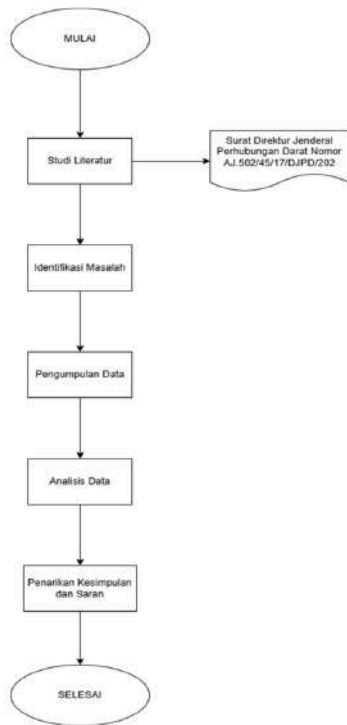 MULAI
Studi Literatur
Surat Direktur Jenderal
Perhubungan Darat Nomor
AJ.502/45/17/DJPD/202
Identifikasi Masalah
Pengumpulan Data
Analisis Data
Penarikan Kesimpulan
dan Saran
SELESAI